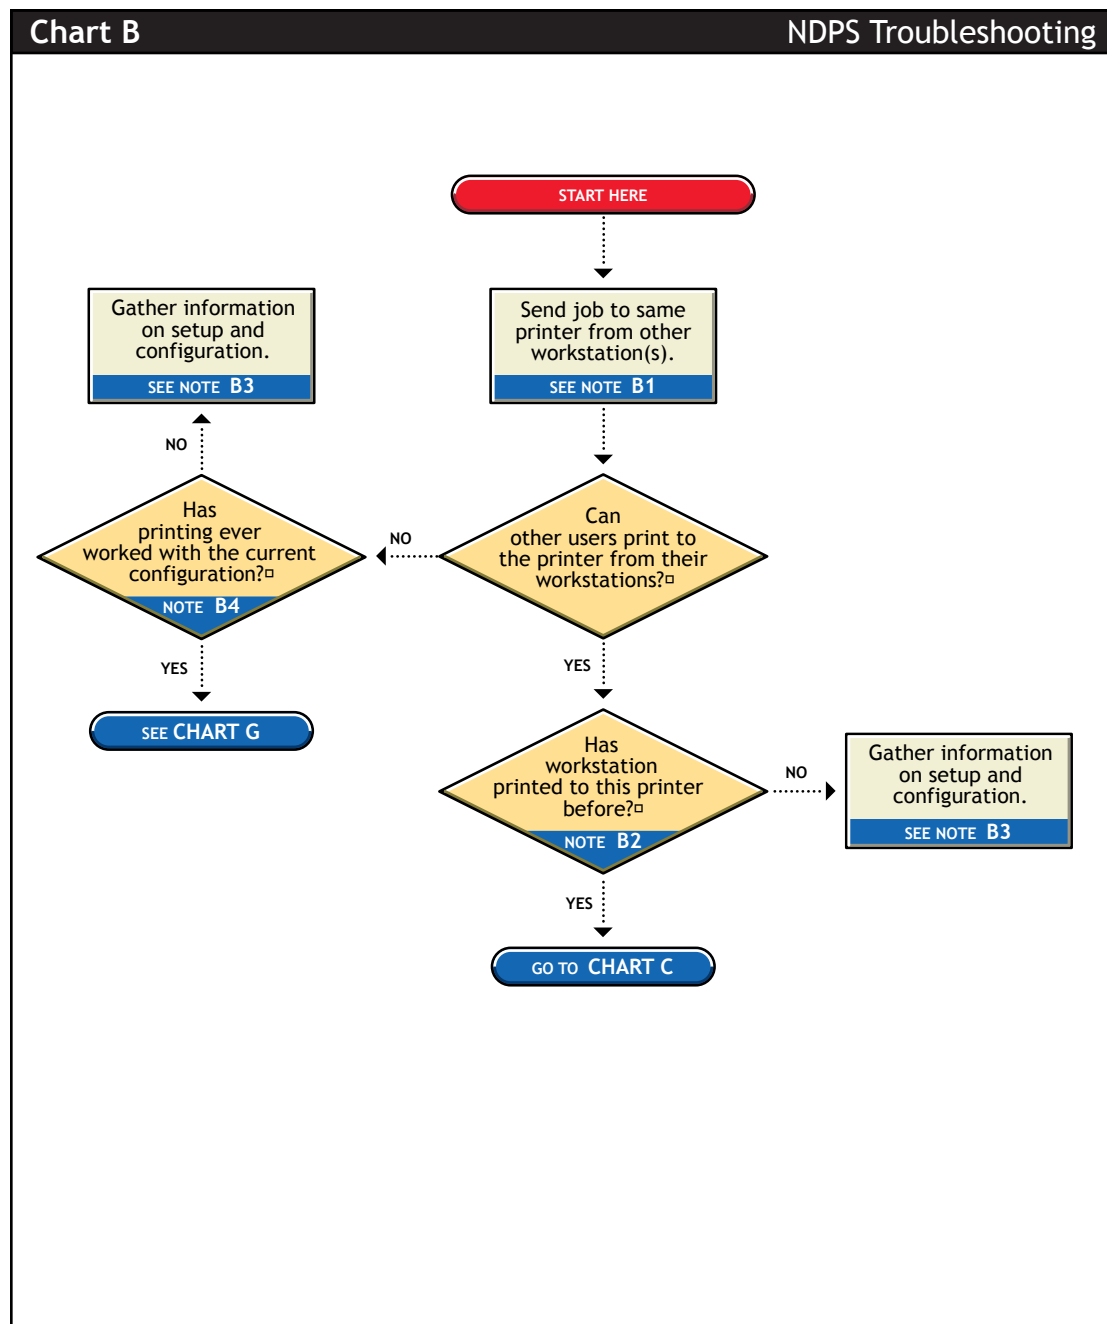 Chart B
NDPS Troubleshooting
START HERE
Gather information
on setup and
configuration.
SEE NOTE B3
Send job to same
printer from other
workstation(s).
SEE NOTE B1
NO
Has
printing ever
worked with the current
configuration?
NOTE B4
NO
Can
other users print to
the printer from their
workstations?
YES
SEE CHART G
YES
Has
workstation
printed to this printer
before?
NOTE B2
NO
Gather information
on setup and
configuration.
SEE NOTE B3
YES
GO TO CHART C